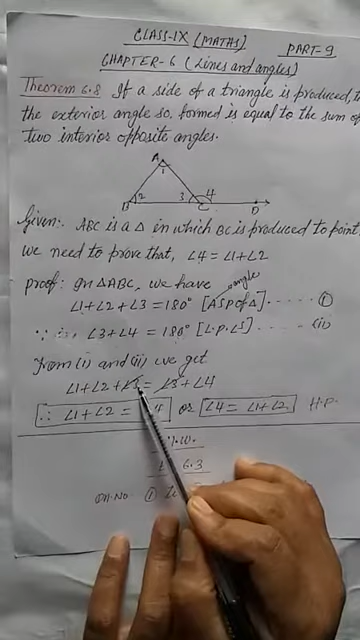 CLASS-IX (MATHS)
PART-9
CHAPTER-6 (Lines and angles)
Theorem 6.8 If a side of a triangle is produced, t
the exterior angle so, formed is equal to the sum of
two interior opposite angles.
A
1
B 2 3 C 4 D
Given:- ABC is a Δ in which BC is produced to point
we need to prove that, ∠4 = ∠1+∠2
proof: In ΔABC, we have
angle
∠1+∠2+∠3 = 180° [ASP of Δ] ..... (i)
∠3+∠4 = 180° [L.P.∠S] .... (ii)
From (i) and (ii) we get
∠1+∠2+∠3 = ∠3+∠4
∴ ∠1+∠2 = 4 or ∠4 = ∠1+∠2. H.P.
H.W.
6.3
Qn.No. (1)